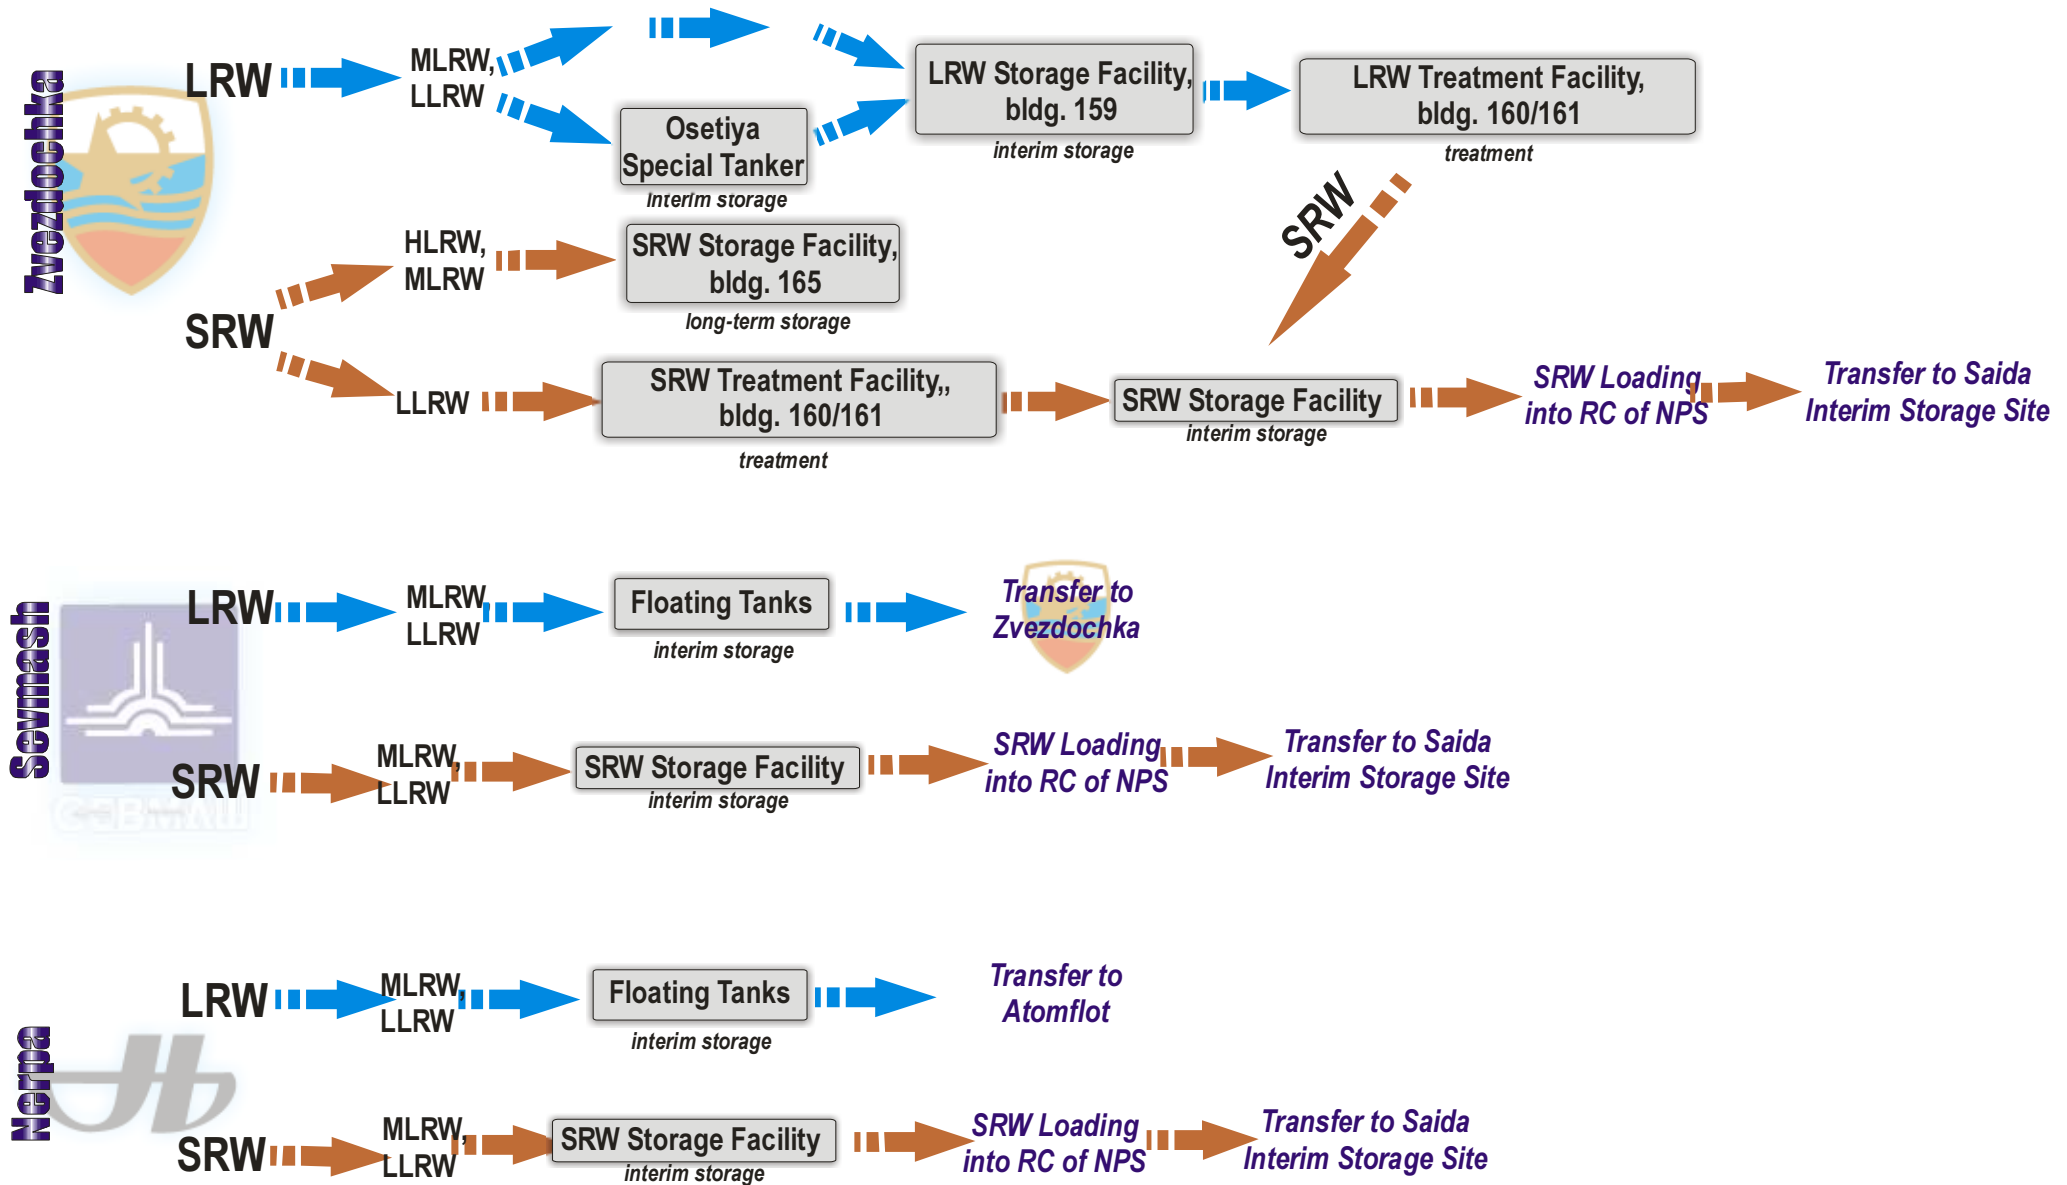 Zvezdochka
LRW
MLRW,
LLRW
Osetiya
Special Tanker
interim storage
LRW Storage Facility,
bldg. 159
interim storage
LRW Treatment Facility,
bldg. 160/161
treatment
SRW
SRW
HLRW,
MLRW
SRW Storage Facility,
bldg. 165
long-term storage
LLRW
SRW Treatment Facility,,
bldg. 160/161
treatment
SRW Storage Facility
interim storage
SRW Loading
into RC of NPS
Transfer to Saida
Interim Storage Site
Sevmash
СЕВМАШ
LRW
MLRW,
LLRW
Floating Tanks
interim storage
Transfer to
Zvezdochka
SRW
MLRW,
LLRW
SRW Storage Facility
interim storage
SRW Loading
into RC of NPS
Transfer to Saida
Interim Storage Site
Nerpa
LRW
MLRW,
LLRW
Floating Tanks
interim storage
Transfer to
Atomflot
SRW
MLRW,
LLRW
SRW Storage Facility
interim storage
SRW Loading
into RC of NPS
Transfer to Saida
Interim Storage Site